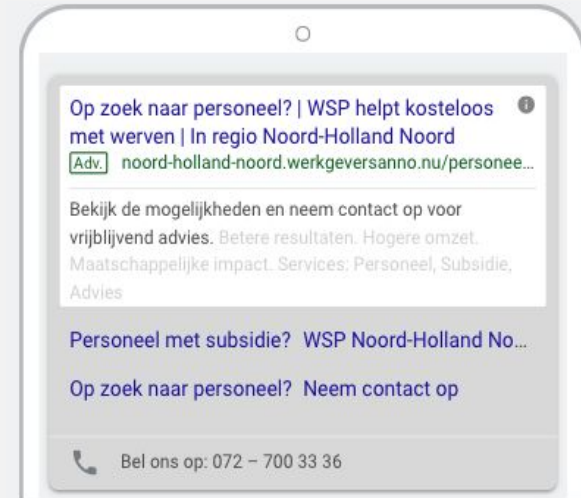 Op zoek naar personeel? | WSP helpt kosteloos
met werven | In regio Noord-Holland Noord
Adv. noord-holland-noord.werkgeversanno.nu/personee...
Bekijk de mogelijkheden en neem contact op voor
vrijblijvend advies. Betere resultaten. Hogere omzet.
Maatschappelijke impact. Services: Personeel, Subsidie,
Advies
Personeel met subsidie? WSP Noord-Holland No...
Op zoek naar personeel? Neem contact op
Bel ons op: 072 – 700 33 36